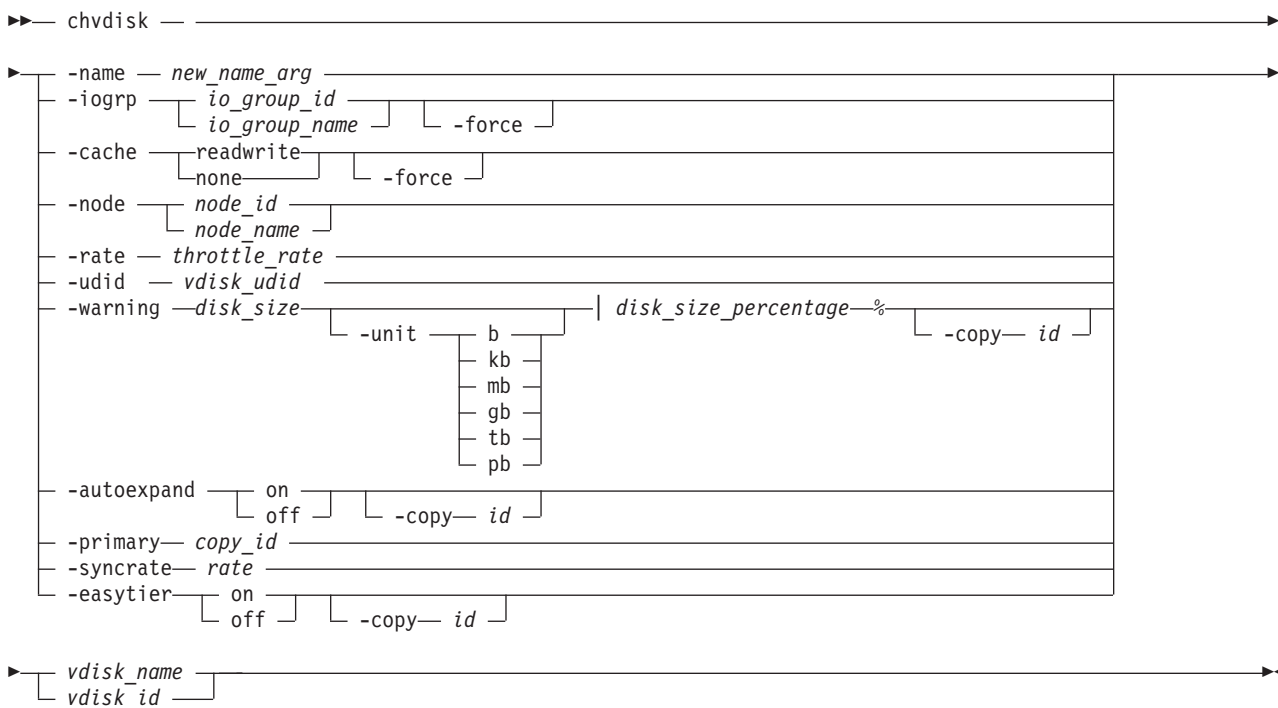 chvdisk
-name new_name_arg
-iogrp io_group_id
io_group_name -force
-cache readwrite
none -force
-node node_id
node_name
-rate throttle_rate
-udid vdisk_udid
-warning disk_size | disk_size_percentage %
-unit b -copy id
kb
mb
gb
tb
pb
-autoexpand on
off -copy id
-primary copy_id
-syncrate rate
-easytier on
off -copy id
vdisk_name
vdisk_id